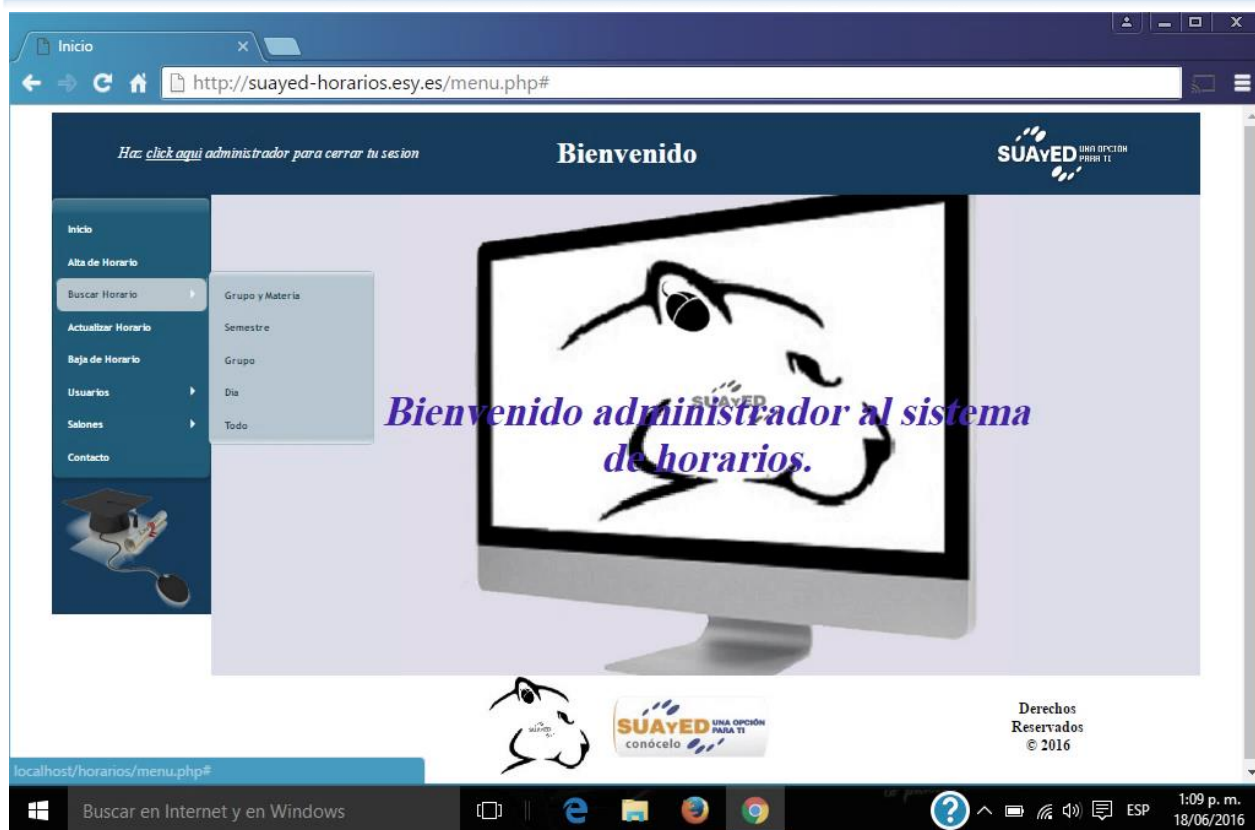 Inicio
http://suayed-horarios.esy.es/menu.php#
Haz click aqui administrador para cerrar tu sesion
Bienvenido
SUAYED UNA OPCIÓN
PARA TI
Inicio
Alta de Horario
Buscar Horario
Actualizar Horario
Baja de Horario
Usuarios
Salones
Contacto
Grupo y Materia
Semestre
Grupo
Dia
Todo
SUAYED
Bienvenido administrador al sistema
de horarios.
SUAYED
SUAYED UNA OPCIÓN
PARA TI
conócelo
Derechos
Reservados
© 2016
localhost/horarios/menu.php#
Buscar en Internet y en Windows
ESP
1:09 p. m.
18/06/2016